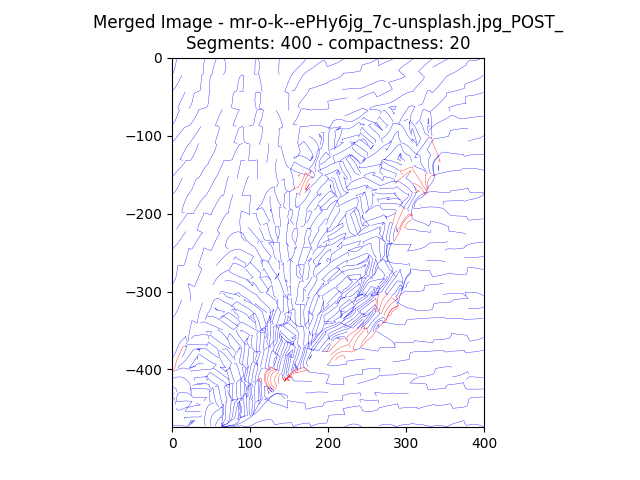 Merged Image - mr-o-k--ePHy6jg_7c-unsplash.jpg_POST_
Segments: 400 - compactness: 20
0
−100
−200
−300
−400
0 100 200 300 400